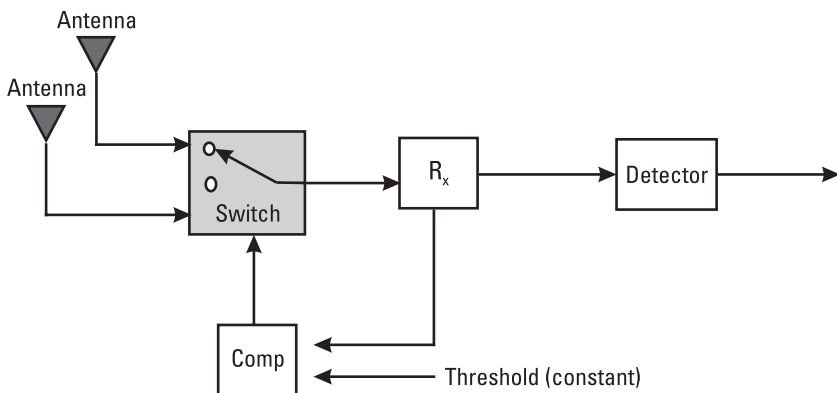 Antenna
Antenna
Switch
Rx
Detector
Comp
Threshold (constant)